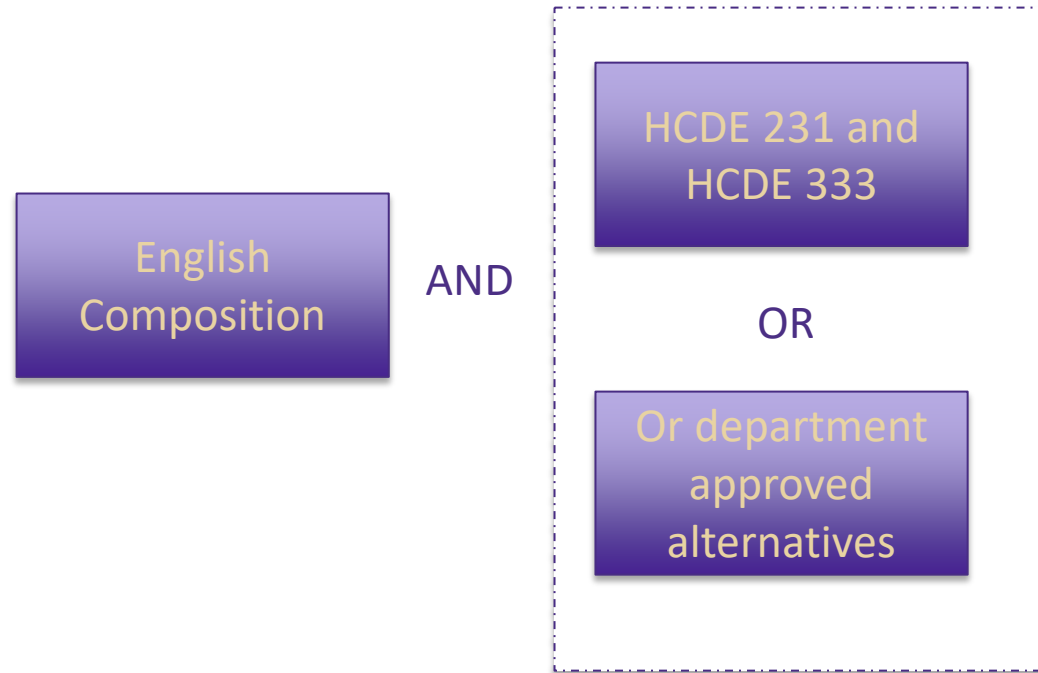 English
Composition
AND
HCDE 231 and
HCDE 333
OR
Or department
approved
alternatives